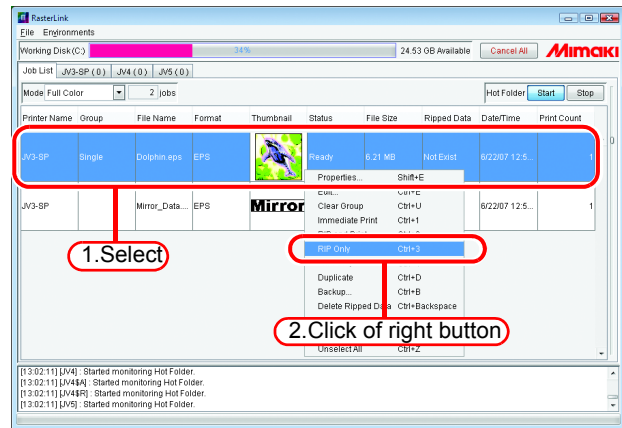 RasterLink
File Environments
Working Disk(C:) 34% 24.53 GB Available Cancel All Mimaki
Job List JV3-SP ( 0 ) JV4 ( 0 ) JV5 ( 0 )
Mode Full Color 2 jobs Hot Folder Start Stop
Printer Name Group File Name Format Thumbnail Status File Size Ripped Data Date/Time Print Count
JV3-SP Single Dolphin.eps EPS Ready 6.21 MB Not Exist 6/22/07 12:5... 1
Properties... Shift+E
Edit... Ctrl+E
JV3-SP Mirror_Data.... EPS Mirror Clear Group Ctrl+U 6/22/07 12:5... 1
Immediate Print Ctrl+1
1.Select
RIP Only Ctrl+3
Duplicate Ctrl+D
Backup... Ctrl+B
Delete Ripped Data Ctrl+Backspace
2.Click of right button
Unselect All Ctrl+Z
[13:02:11] [JV4] : Started monitoring Hot Folder.
[13:02:11] [JV4$A] : Started monitoring Hot Folder.
[13:02:11] [JV4$R] : Started monitoring Hot Folder.
[13:02:11] [JV5] : Started monitoring Hot Folder.